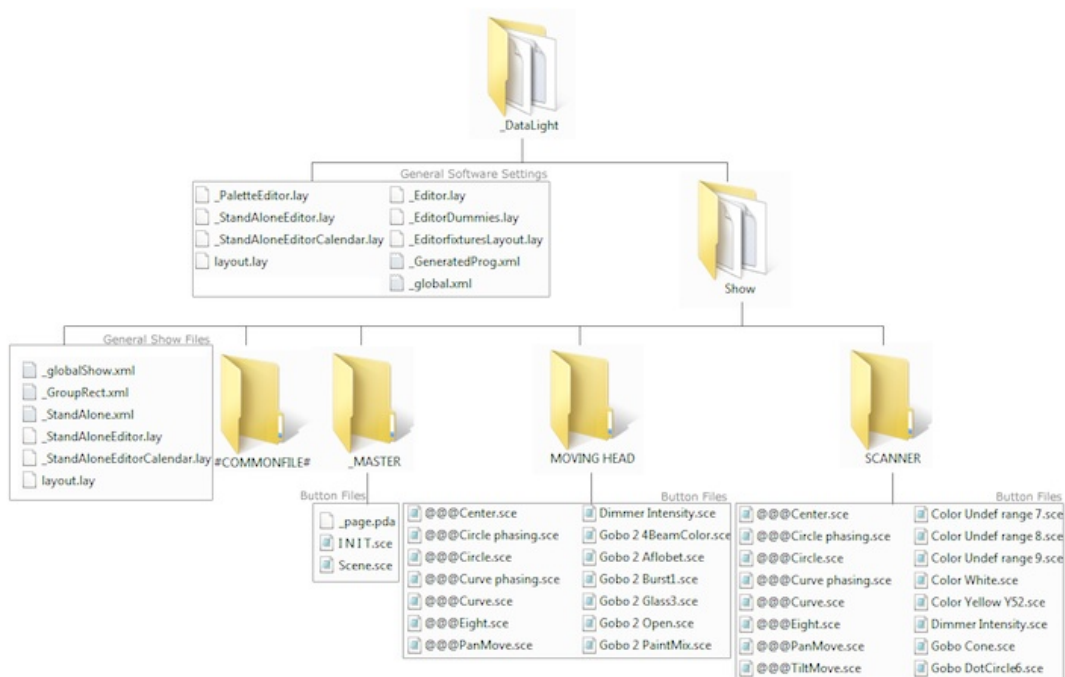 _DataLight
General Software Settings
_PaletteEditor.lay
_StandAloneEditor.lay
_StandAloneEditorCalendar.lay
layout.lay
_Editor.lay
_EditorDummies.lay
_EditorfixturesLayout.lay
_GeneratedProg.xml
_global.xml
Show
General Show Files
_globalShow.xml
_GroupRect.xml
_StandAlone.xml
_StandAloneEditor.lay
_StandAloneEditorCalendar.lay
layout.lay
#COMMONFILE#
_MASTER
MOVING HEAD
SCANNER
Button Files
_page.pda
I N I T.sce
Scene.sce
Button Files
@@@Center.sce
@@@Circle phasing.sce
@@@Circle.sce
@@@Curve phasing.sce
@@@Curve.sce
@@@Eight.sce
@@@PanMove.sce
Dimmer Intensity.sce
Gobo 2 4BeamColor.sce
Gobo 2 Aflobet.sce
Gobo 2 Burst1.sce
Gobo 2 Glass3.sce
Gobo 2 Open.sce
Gobo 2 PaintMix.sce
Button Files
@@@Center.sce
@@@Circle phasing.sce
@@@Circle.sce
@@@Curve phasing.sce
@@@Curve.sce
@@@Eight.sce
@@@PanMove.sce
@@@TiltMove.sce
Color Undef range 7.sce
Color Undef range 8.sce
Color Undef range 9.sce
Color White.sce
Color Yellow Y52.sce
Dimmer Intensity.sce
Gobo Cone.sce
Gobo DotCircle6.sce